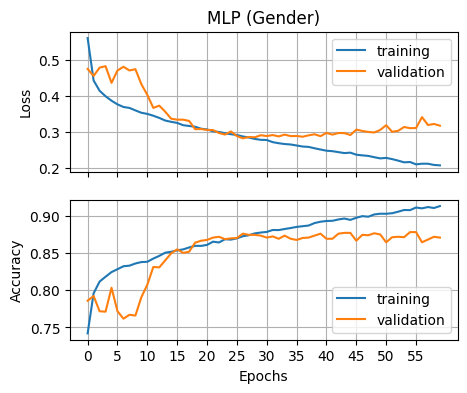 MLP (Gender)
0.5
0.4
0.3
0.2
Loss
training
validation
0.90
0.85
0.80
0.75
Accuracy
training
validation
0 5 10 15 20 25 30 35 40 45 50 55
Epochs